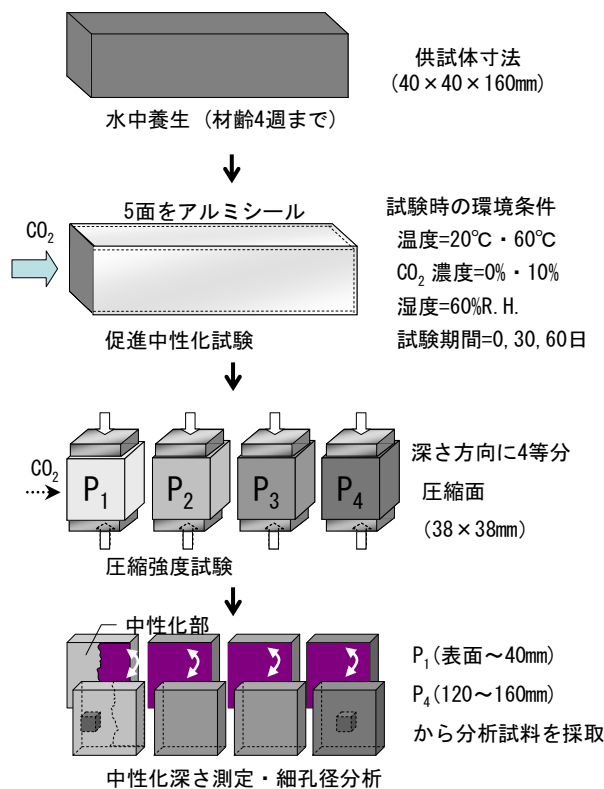 供試体寸法
(40×40×160mm)
水中養生（材齢4週まで）
5面をアルミシール
CO₂
試験時の環境条件
温度=20℃・60℃
CO₂ 濃度=0%・10%
湿度=60%R.H.
試験期間=0,30,60日
促進中性化試験
深さ方向に4等分
CO₂
P₁ P₂ P₃ P₄
圧縮面
(38×38mm)
圧縮強度試験
中性化部
P₁(表面～40mm)
P₄(120～160mm)
から分析試料を採取
中性化深さ測定・細孔径分析